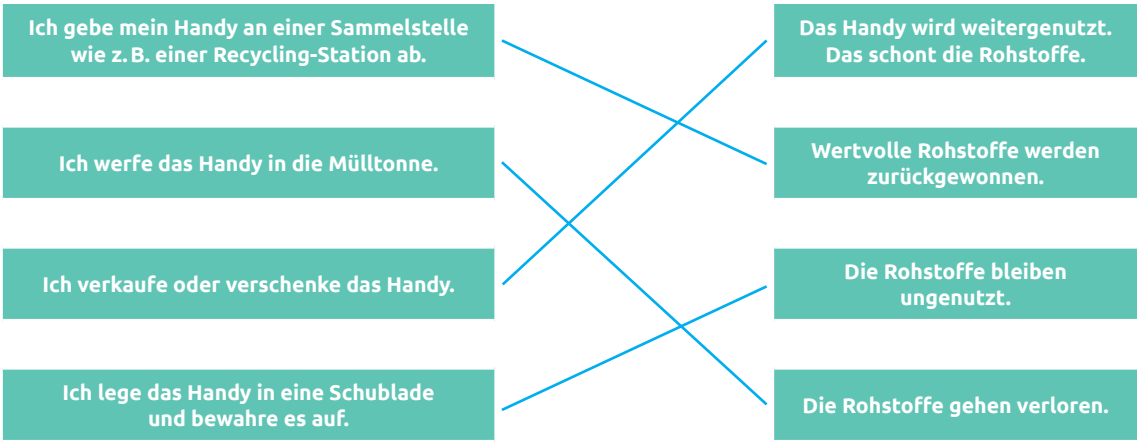 Ich gebe mein Handy an einer Sammelstelle
wie z. B. einer Recycling-Station ab.
Das Handy wird weitergenutzt.
Das schont die Rohstoffe.
Ich werfe das Handy in die Mülltonne.
Wertvolle Rohstoffe werden
zurückgewonnen.
Ich verkaufe oder verschenke das Handy.
Die Rohstoffe bleiben
ungenutzt.
Ich lege das Handy in eine Schublade
und bewahre es auf.
Die Rohstoffe gehen verloren.